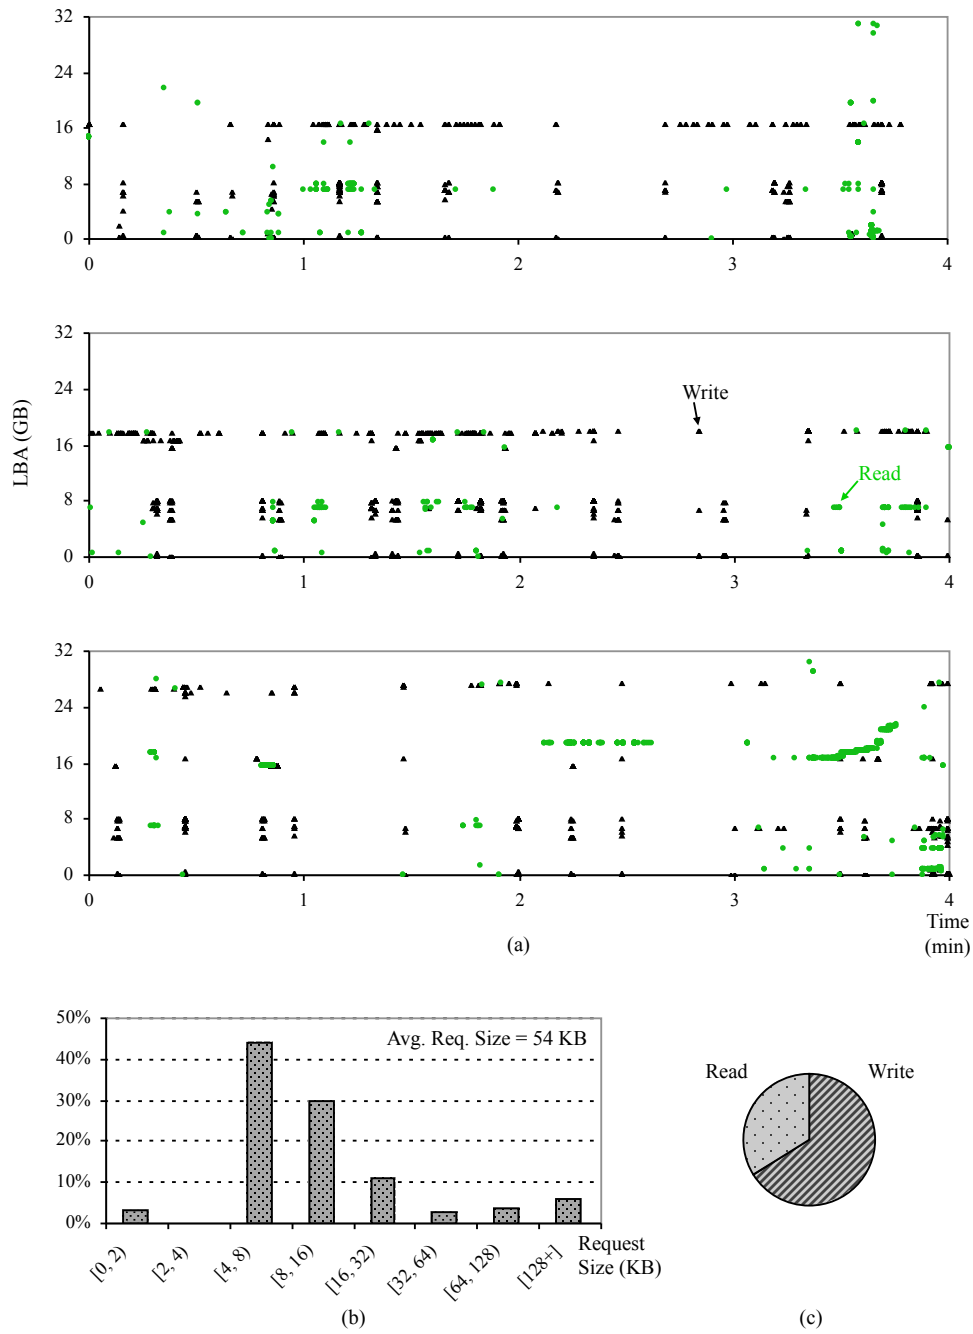 32
24
16
8
0
0 1 2 3 4
LBA (GB)
32
24
16
8
0
Write
Read
0 1 2 3 4
32
24
16
8
0
0 1 2 3 4
Time
(min)
(a)
50%
40%
30%
20%
10%
0%
Avg. Req. Size = 54 KB
[0, 2) [2, 4) [4, 8) [8, 16) [16, 32) [32, 64) [64, 128) [128+]
Request
Size (KB)
(b)
Read Write
(c)